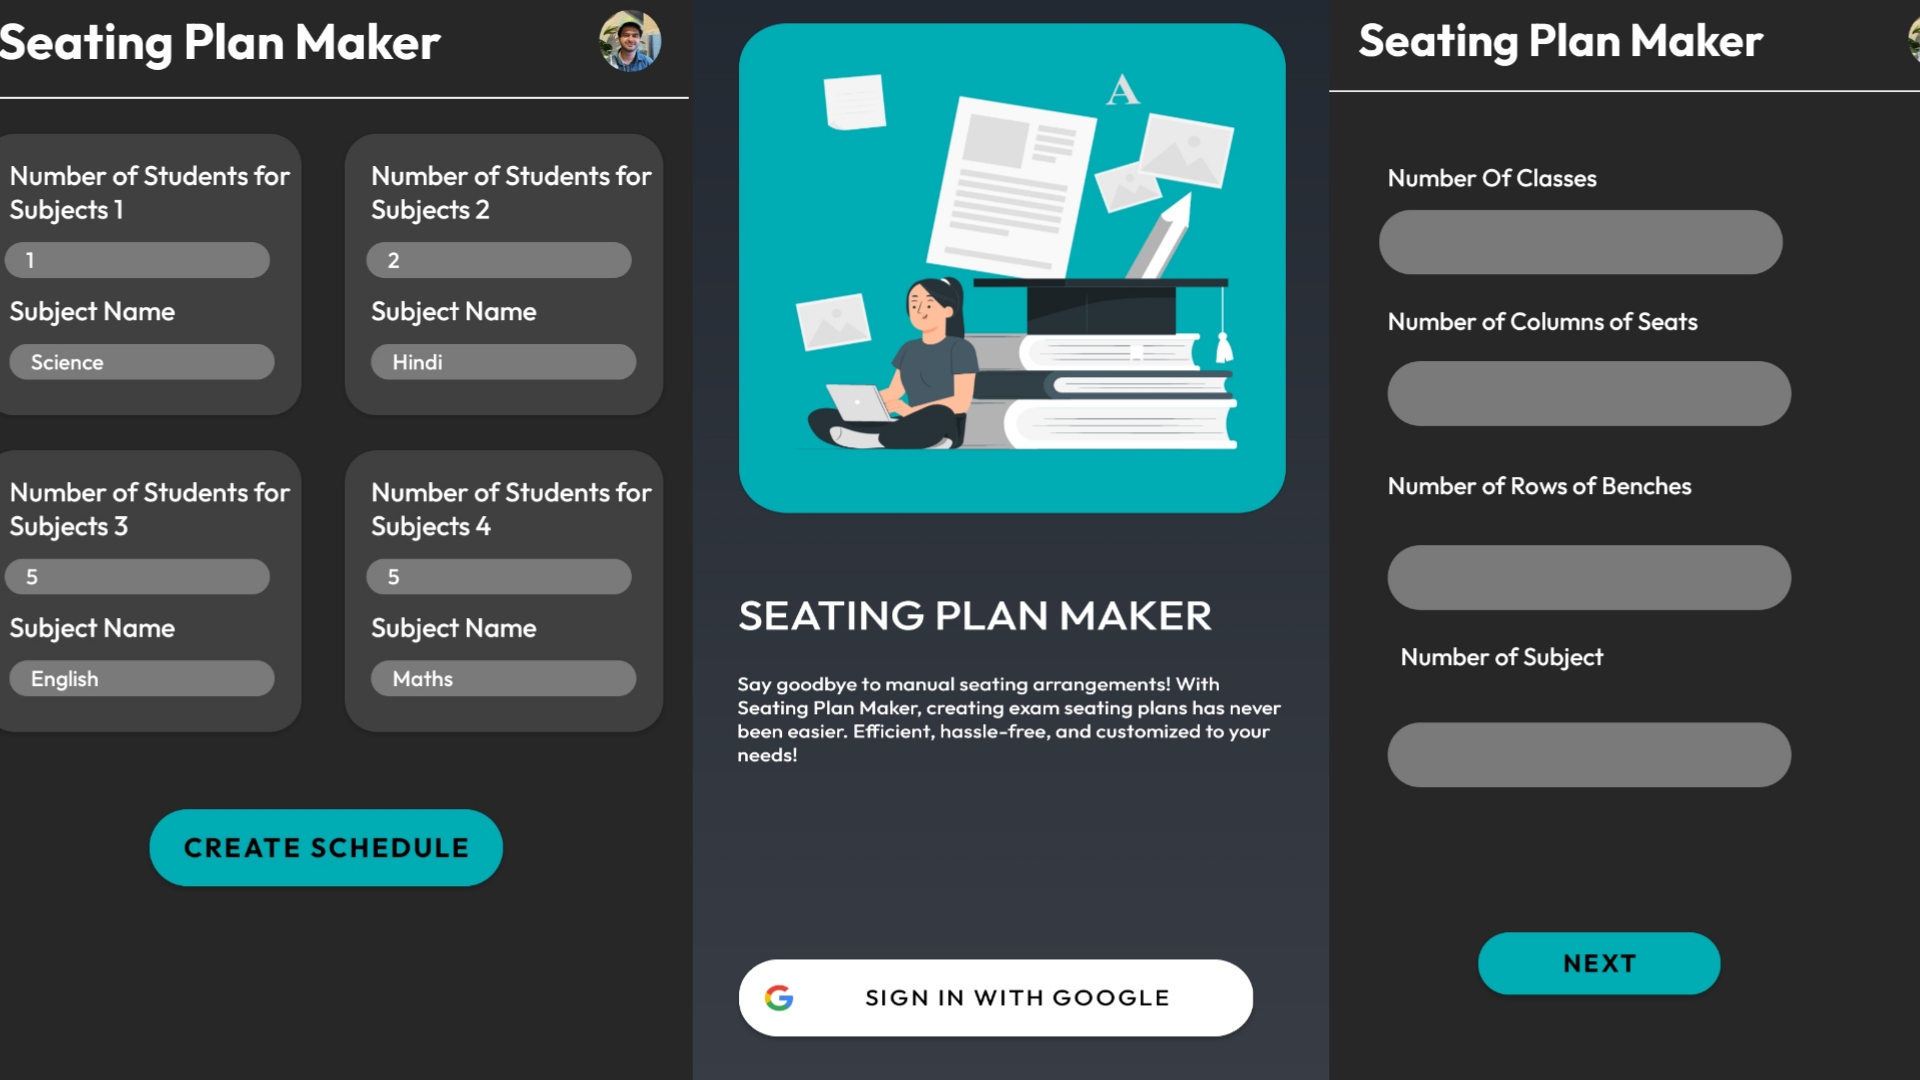 Seating Plan Maker
Number of Students for
Subjects 1
1
Subject Name
Science
Number of Students for
Subjects 2
2
Subject Name
Hindi
Number of Students for
Subjects 3
5
Subject Name
English
Number of Students for
Subjects 4
5
Subject Name
Maths
CREATE SCHEDULE
A
SEATING PLAN MAKER
Say goodbye to manual seating arrangements! With
Seating Plan Maker, creating exam seating plans has never
been easier. Efficient, hassle-free, and customized to your
needs!
G
SIGN IN WITH GOOGLE
Seating Plan Maker
Number Of Classes
Number of Columns of Seats
Number of Rows of Benches
Number of Subject
NEXT